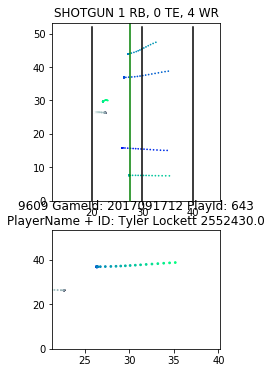 SHOTGUN 1 RB, 0 TE, 4 WR
50
40
30
20
10
0
20 30 40
9609 GameId: 2017091712 PlayId: 643
PlayerName + ID: Tyler Lockett 2552430.0
40
20
0
25 30 35 40